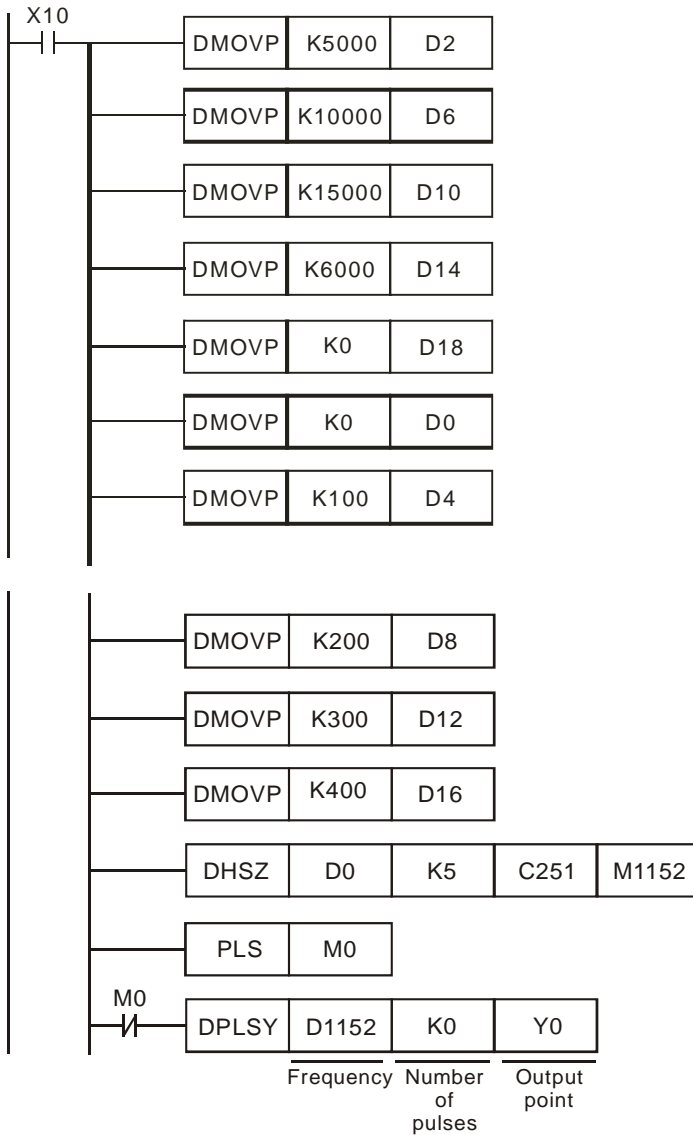 X10
DMOVP K5000 D2
DMOVP K10000 D6
DMOVP K15000 D10
DMOVP K6000 D14
DMOVP K0 D18
DMOVP K0 D0
DMOVP K100 D4
DMOVP K200 D8
DMOVP K300 D12
DMOVP K400 D16
DHSZ D0 K5 C251 M1152
PLS M0
M0
DPLSY D1152 K0 Y0
Frequency Number of pulses Output point